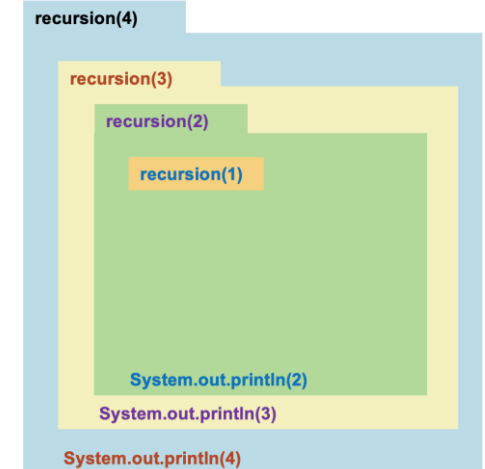 recursion(4)
recursion(3)
recursion(2)
recursion(1)
System.out.println(2)
System.out.println(3)
System.out.println(4)